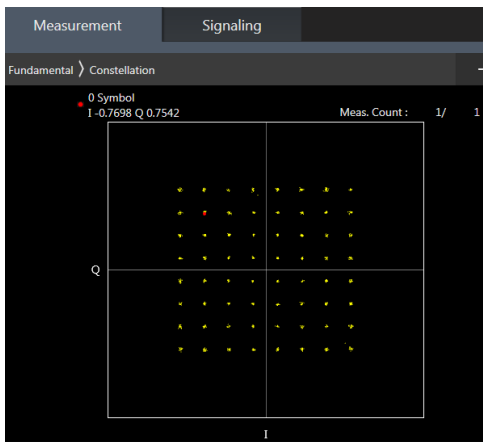 Measurement Signaling
Fundamental 〉 Constellation
0 Symbol
I -0.7698 Q 0.7542 Meas. Count : 1/ 1
Q
I